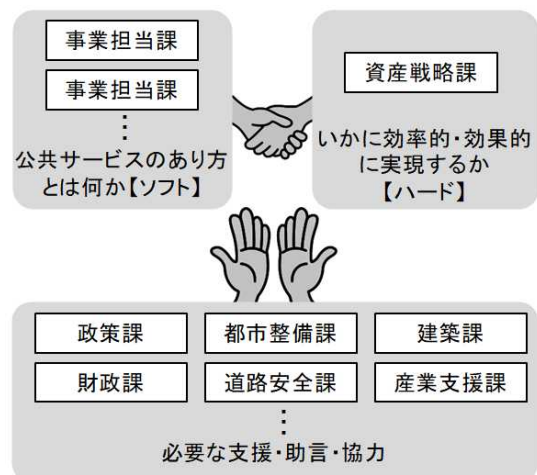 事業担当課
事業担当課
⋮
公共サービスのあり方
とは何か【ソフト】
資産戦略課
いかに効率的・効果的
に実現するか
【ハード】
政策課
都市整備課
建築課
財政課
道路安全課
産業支援課
⋮
必要な支援・助言・協力